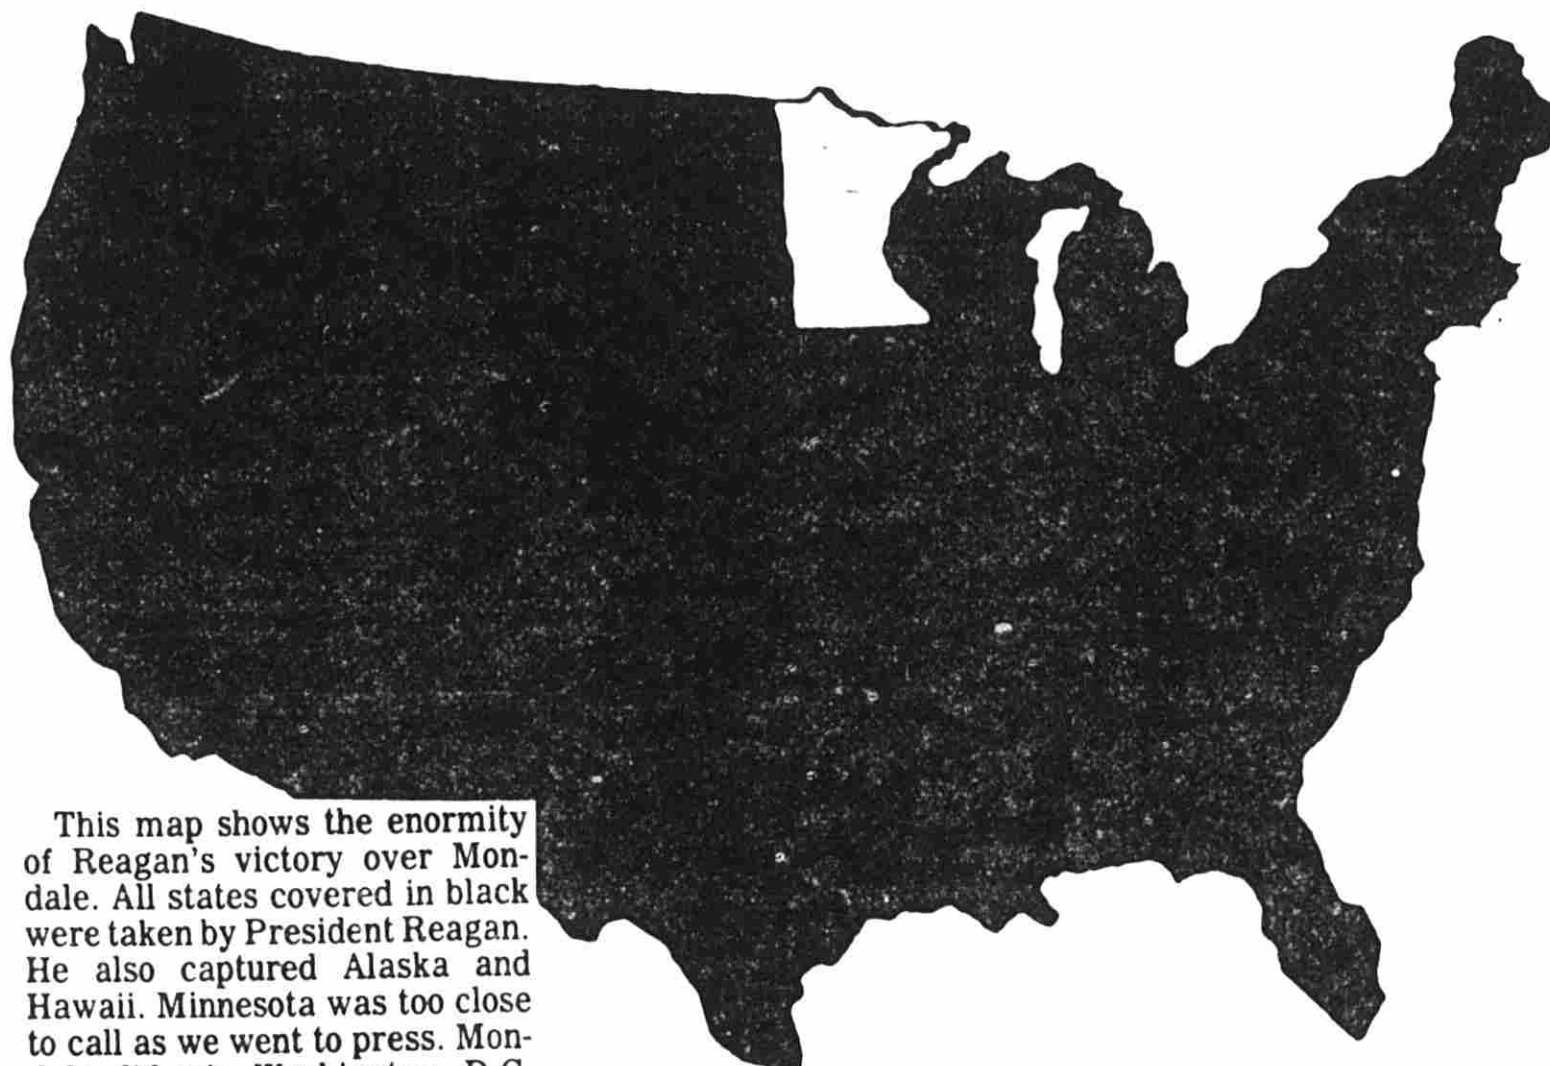 This map shows the enormity
of Reagan's victory over Mon-
dale. All states covered in black
were taken by President Reagan.
He also captured Alaska and
Hawaii. Minnesota was too close
to call as we went to press. Mon-
Washington, D.C.